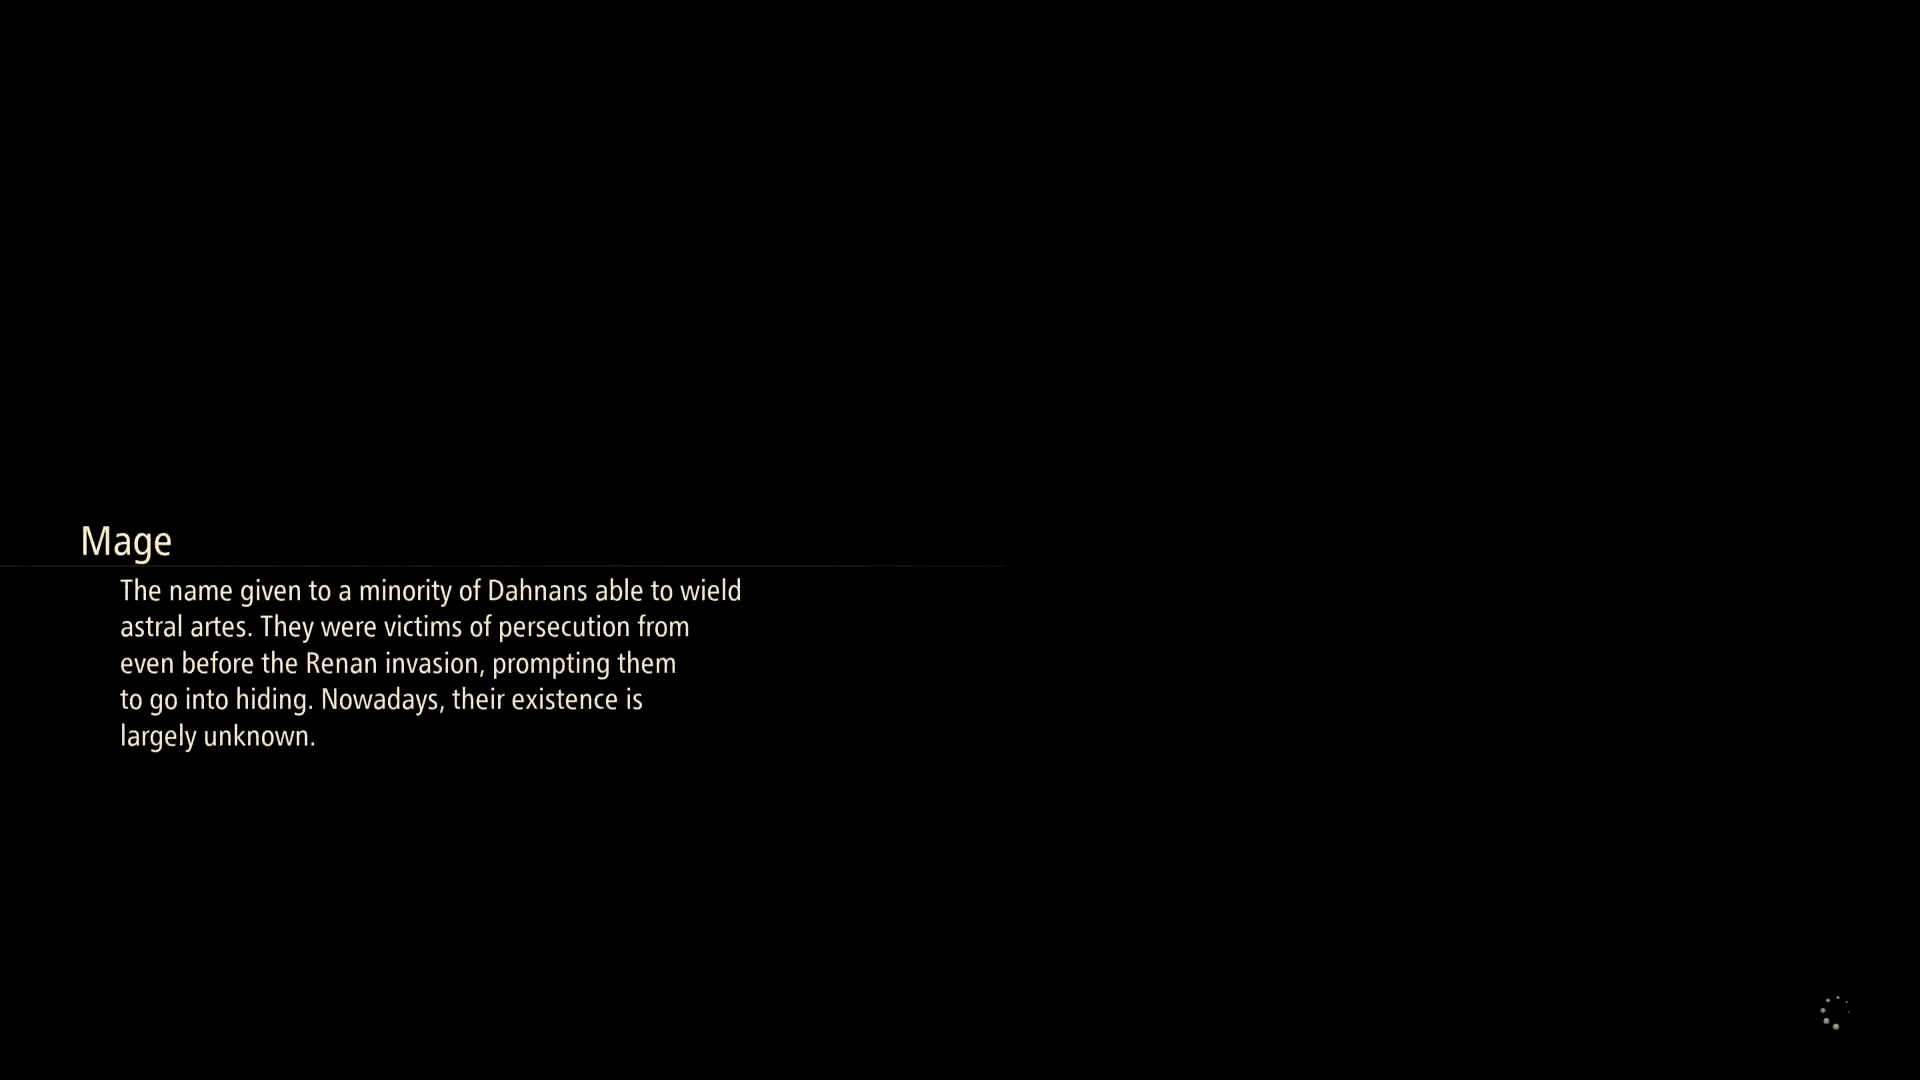 Mage
The name given to a minority of Dahnans able to wield
astral artes. They were victims of persecution from
even before the Renan invasion, prompting them
to go into hiding. Nowadays, their existence is
largely unknown.